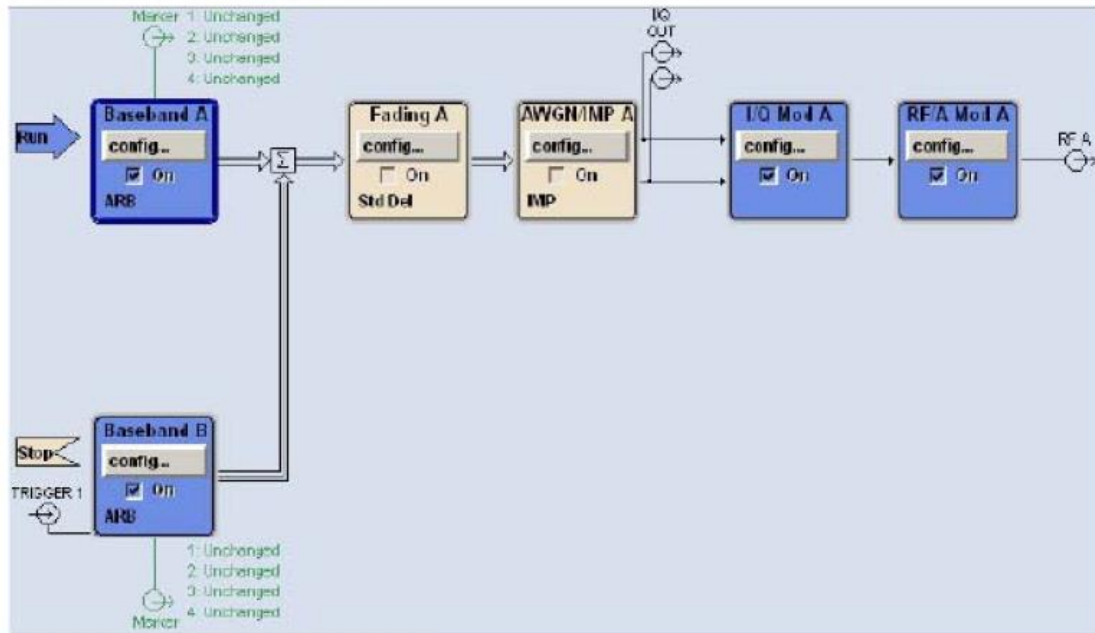 Marker 1: Unchanged
2: Unchanged
3: Unchanged
4: Unchanged
I/Q
OUT
Run
Baseband A
config...
On
ARB
Σ
Fading A
config...
On
Std Del
AWGN/IMP A
config...
On
IMP
I/Q Mod A
config...
On
RF/A Mod A
config...
On
RF A
Stop
TRIGGER 1
Baseband B
config...
On
ARB
1: Unchanged
2: Unchanged
3: Unchanged
4: Unchanged
Marker